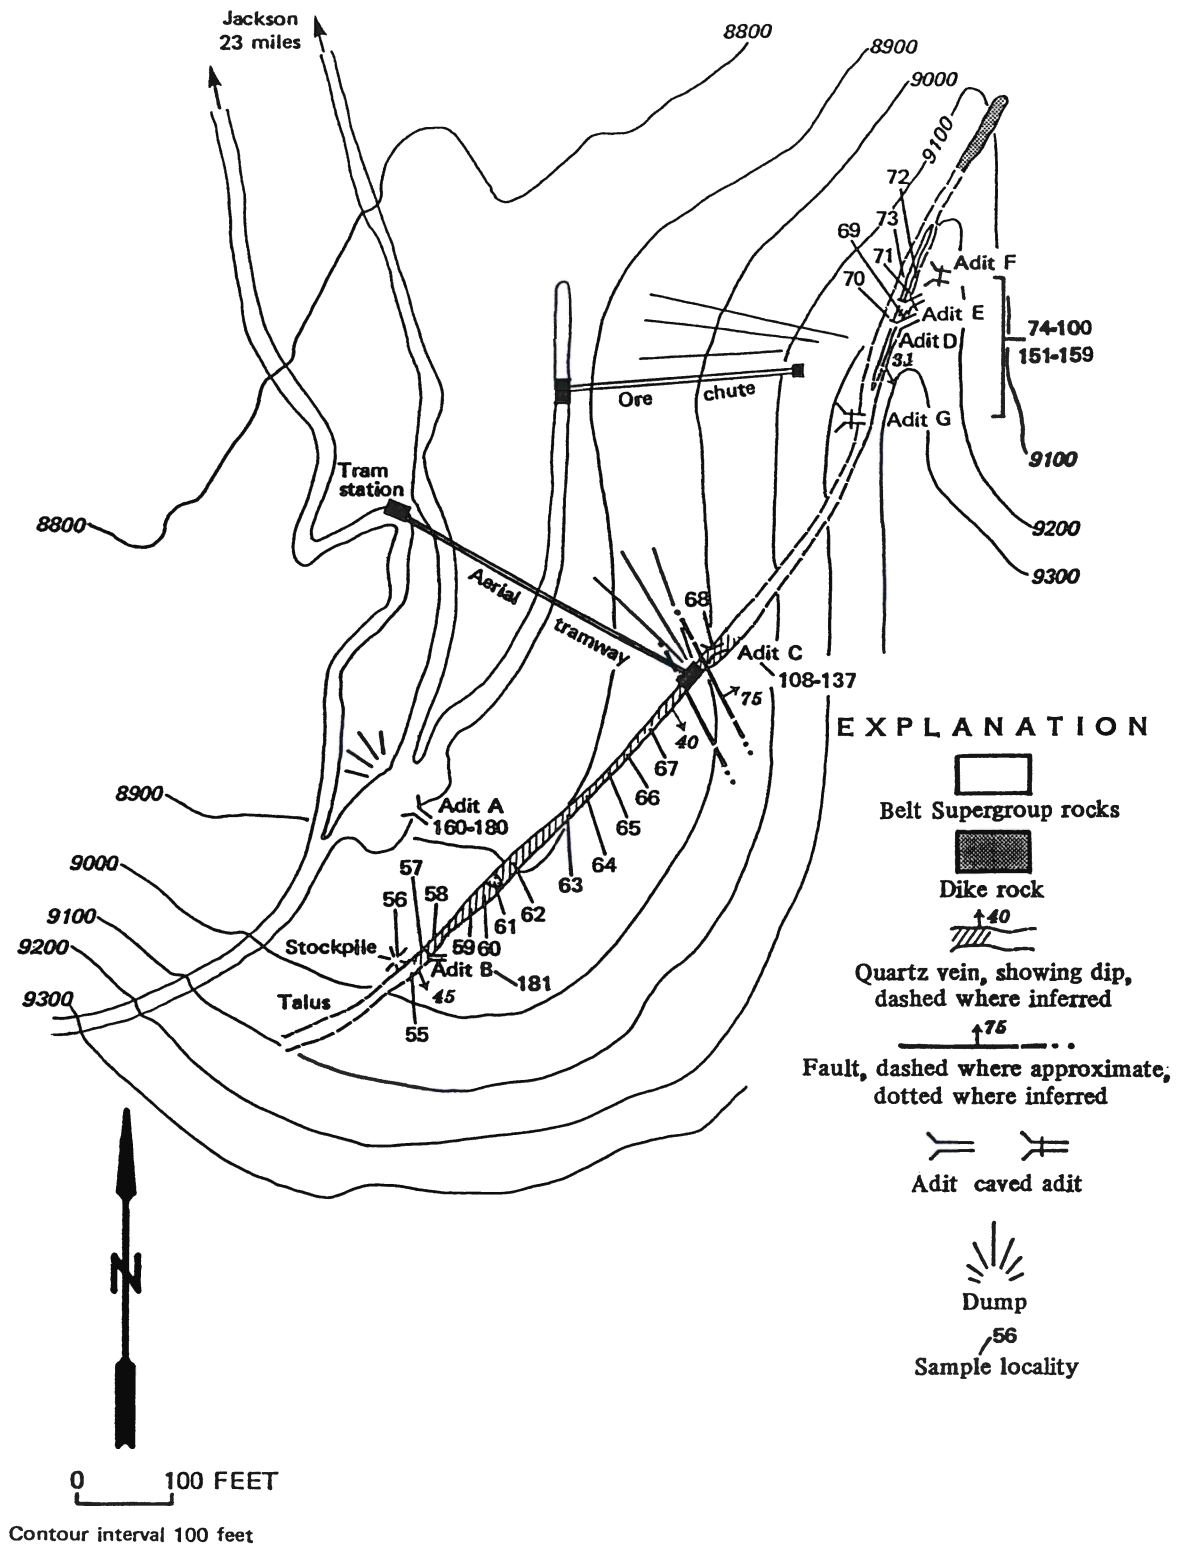 Jackson
23 miles
8800
8900
9000
9100
72
73
69
71
70
Adit F
Adit E
Adit D
31
74-100
151-159
Ore chute
Adit G
9100
9200
9300
Tram
station
8800
Aerial tramway
68
Adit C
108-137
75
40
67
66
65
64
63
62
61
60
59
58
57
56
55
8900
Adit A
160-180
9000
9100
9200
9300
Stockpile
Adit B
181
45
Talus
EXPLANATION
Belt Supergroup rocks
Dike rock
40
Quartz vein, showing dip,
dashed where inferred
75
Fault, dashed where approximate,
dotted where inferred
Adit caved adit
Dump
56
Sample locality
N
0 100 FEET
Contour interval 100 feet